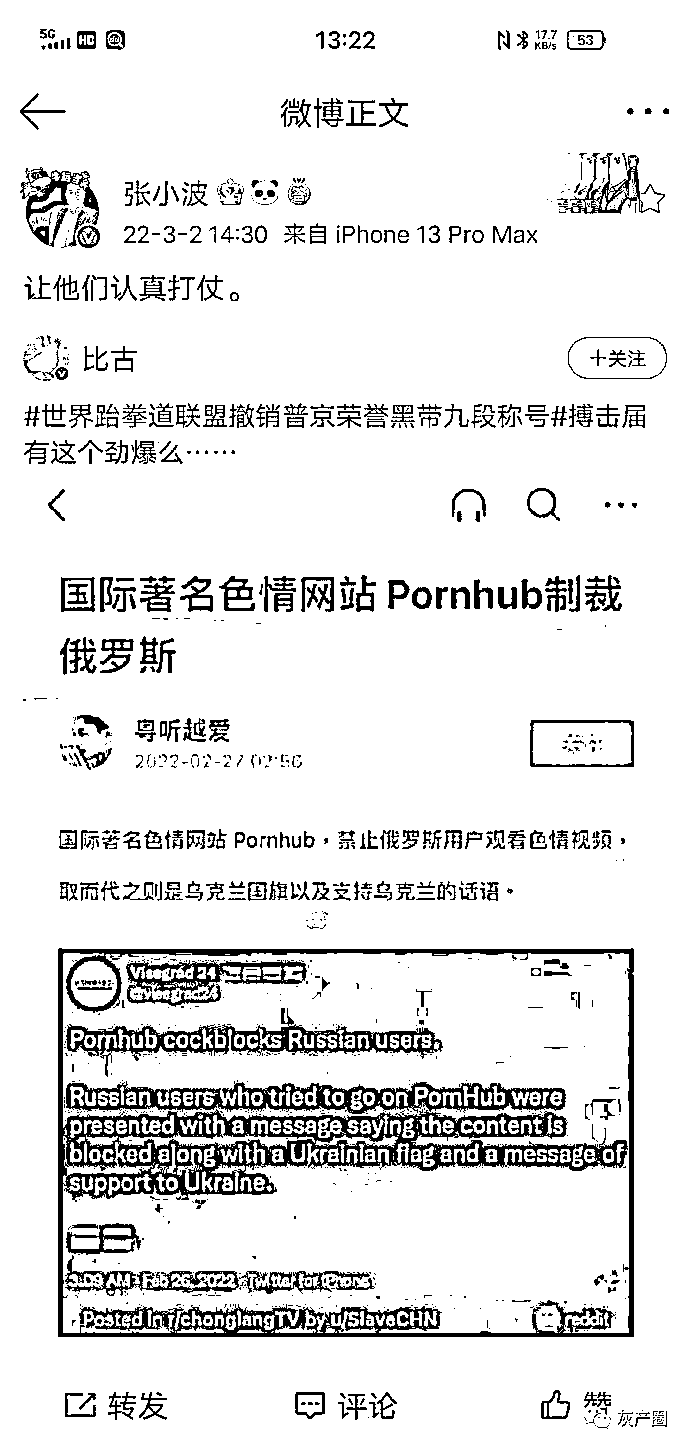 5G HD 13:22 17.7 KB/s 53
微博正文
张小波
22-3-2 14:30 来自 iPhone 13 Pro Max
让他们认真打仗。
比古
十关注
#世界跆拳道联盟撤销普京荣誉黑带九段称号#搏击届
有这个劲爆么……
国际著名色情网站 Pornhub制裁
俄罗斯
粤听越爱
2022-02-27 02:56
国际著名色情网站 Pornhub，禁止俄罗斯用户观看色情视频，
取而代之则是乌克兰国旗以及支持乌克兰的话语。
Visegrád 24
@visegrad24
Pornhub cockblocks Russian users.
Russian users who tried to go on PornHub were
presented with a message saying the content is
blocked along with a Ukrainian flag and a message of
support to Ukraine.
3:09 AM · Feb 26, 2022 · Twitter for iPhone
Posted in r/chonglangTV by u/SlavaCHN
reddit
转发
评论
赞
灰产圈